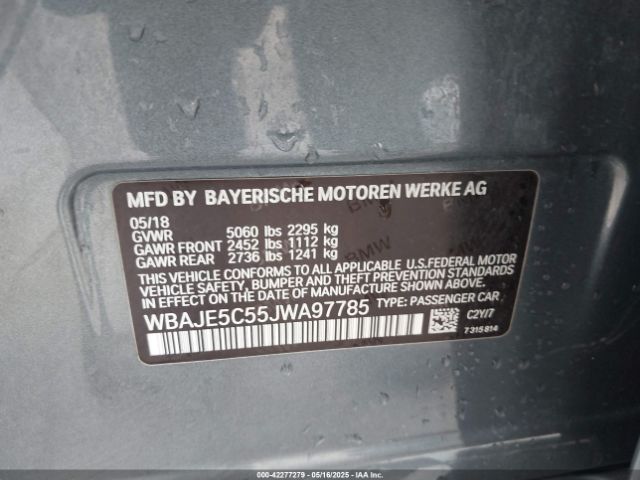 MFD BY BAYERISCHE MOTOREN WERKE AG
05/18
GVWR 5060 lbs 2295 kg
GAWR FRONT 2452 lbs 1112 kg
GAWR REAR 2736 lbs 1241 kg
THIS VEHICLE CONFORMS TO ALL APPLICABLE U.S.FEDERAL MOTOR
VEHICLE SAFETY, BUMPER AND THEFT PREVENTION STANDARDS
IN EFFECT ON THE DATE OF MANUFACTURE SHOWN ABOVE.
WBAJE5C55JWA97785 TYPE: PASSENGER CAR
C2Y/7
7315814
BMW
000-42277279 - 05/16/2025 - IAA Inc. (Owner)